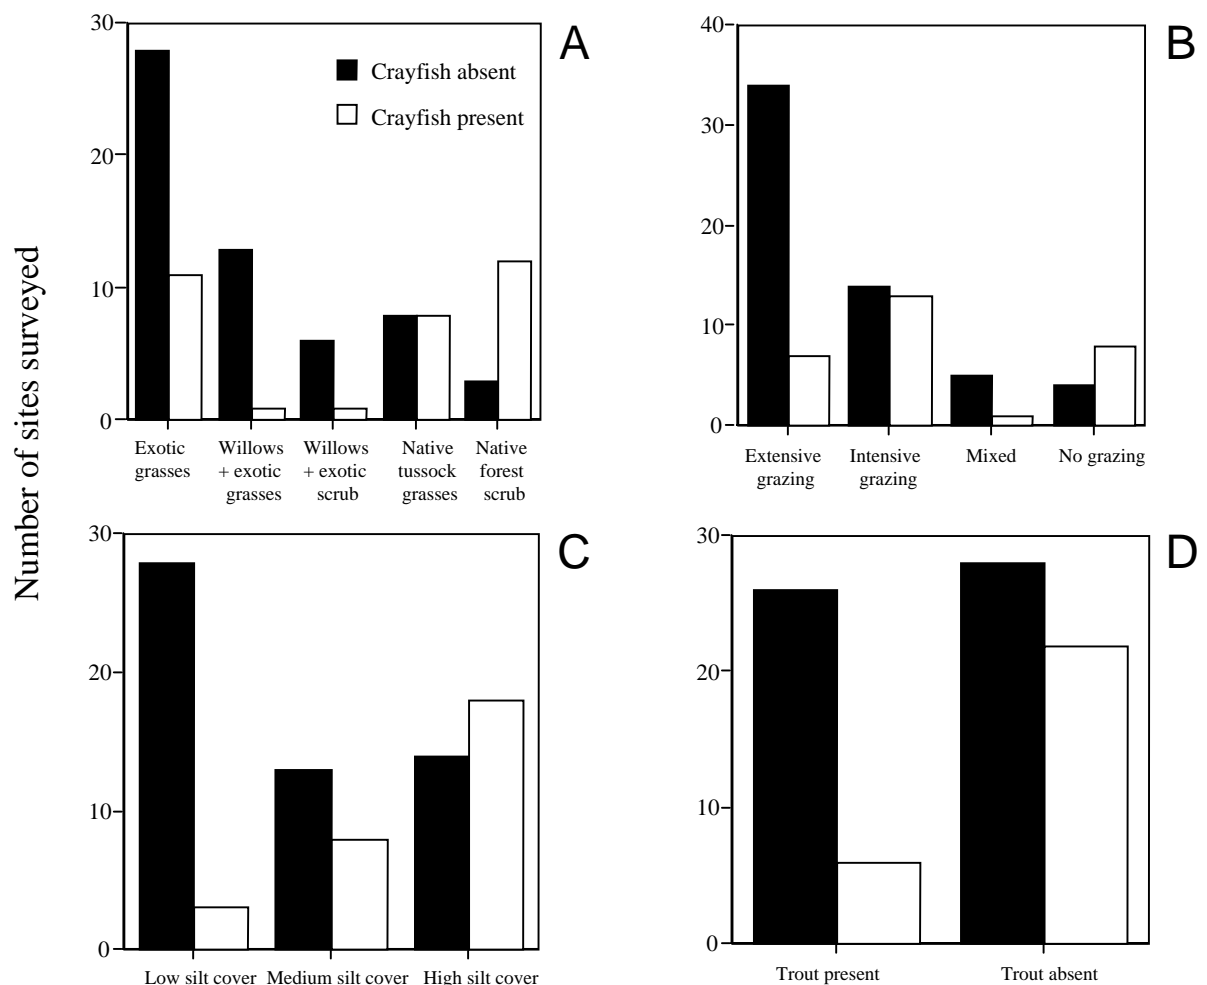 Number of sites surveyed
A
30
20
10
0
Crayfish absent
Crayfish present
Exotic
grasses
Willows
+ exotic
grasses
Willows
+ exotic
scrub
Native
tussock
grasses
Native
forest
scrub
B
40
30
20
10
0
Extensive
grazing
Intensive
grazing
Mixed
No grazing
C
30
20
10
0
Low silt cover
Medium silt cover
High silt cover
D
30
20
10
0
Trout present
Trout absent